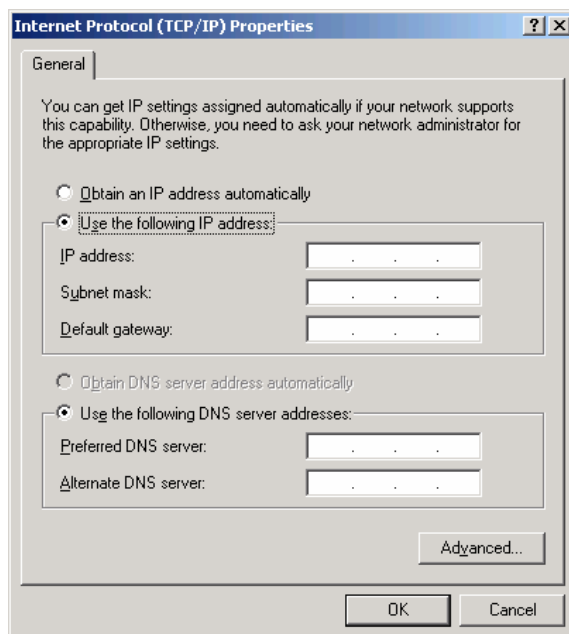 Internet Protocol (TCP/IP) Properties
General
You can get IP settings assigned automatically if your network supports
this capability. Otherwise, you need to ask your network administrator for
the appropriate IP settings.
Obtain an IP address automatically
Use the following IP address:
IP address:
Subnet mask:
Default gateway:
Obtain DNS server address automatically
Use the following DNS server addresses:
Preferred DNS server:
Alternate DNS server:
Advanced...
OK Cancel